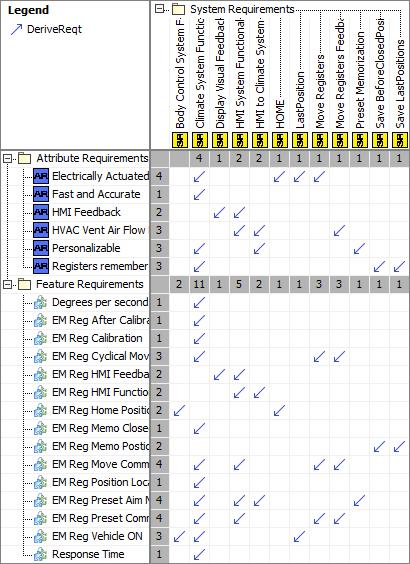 Legend
DeriveReqt
System Requirements
SR Body Control System F
SR Climate System Functio
SR Display Visual Feedback
SR HMI System Functional
SR HMI to Climate System
SR HOME
SR LastPosition
SR Move Registers
SR Move Registers Feedba
SR Preset Memorization
SR Save BeforeClosedPosi
SR Save LastPositions
Attribute Requirements 4 1 2 2 1 1 1 1 1 1 1
AR Electrically Actuated 4
AR Fast and Accurate 1
AR HMI Feedback 2
AR HVAC Vent Air Flow 3
AR Personalizable 3
AR Registers remember 3
Feature Requirements 2 11 1 5 2 1 1 3 3 1 1 1
Degrees per second 1
EM Reg After Calibra 1
EM Reg Calibration 1
EM Reg Cyclical Mov 3
EM Reg HMI Feedba 2
EM Reg HMI Functio 2
EM Reg Home Positio 2
EM Reg Memo Close 1
EM Reg Memo Postio 2
EM Reg Move Comm 4
EM Reg Position Loca 1
EM Reg Preset Aim M 4
EM Reg Preset Comm 4
EM Reg Vehicle ON 3
Response Time 1